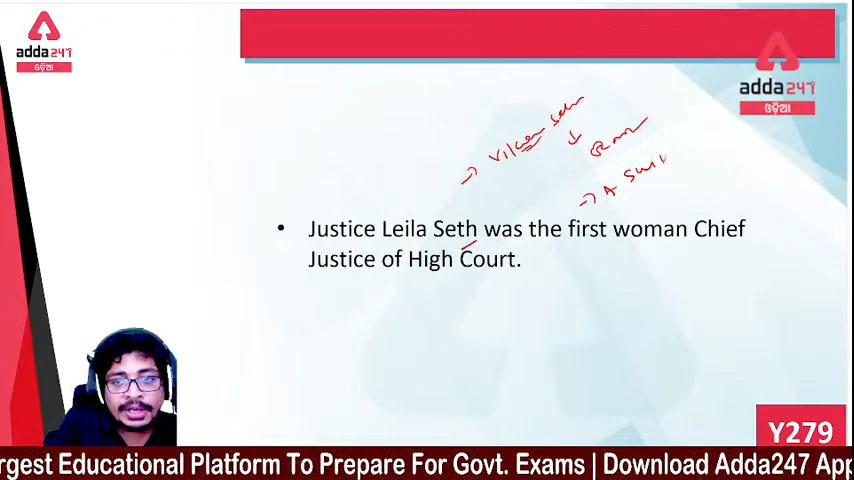 adda247
ଓଡ଼ିଆ
adda247
ଓଡ଼ିଆ
→ Vikram Seth
→ A Sui
• Justice Leila Seth was the first woman Chief
Justice of High Court.
Y279
rgest Educational Platform To Prepare For Govt. Exams | Download Adda247 App